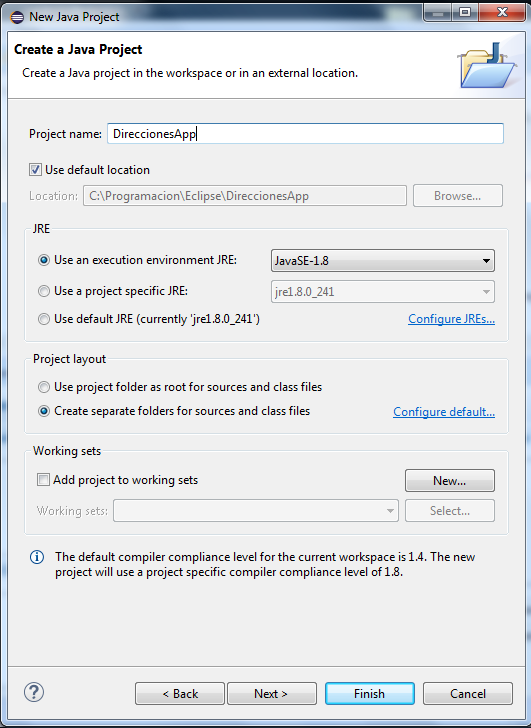 New Java Project
Create a Java Project
Create a Java project in the workspace or in an external location.
Project name: DireccionesApp
Use default location
Location: C:\Programacion\Eclipse\DireccionesApp Browse...
JRE
Use an execution environment JRE: JavaSE-1.8
Use a project specific JRE: jre1.8.0_241
Use default JRE (currently 'jre1.8.0_241') Configure JREs...
Project layout
Use project folder as root for sources and class files
Create separate folders for sources and class files Configure default...
Working sets
Add project to working sets New...
Working sets: Select...
The default compiler compliance level for the current workspace is 1.4. The new
project will use a project specific compiler compliance level of 1.8.
? < Back Next > Finish Cancel